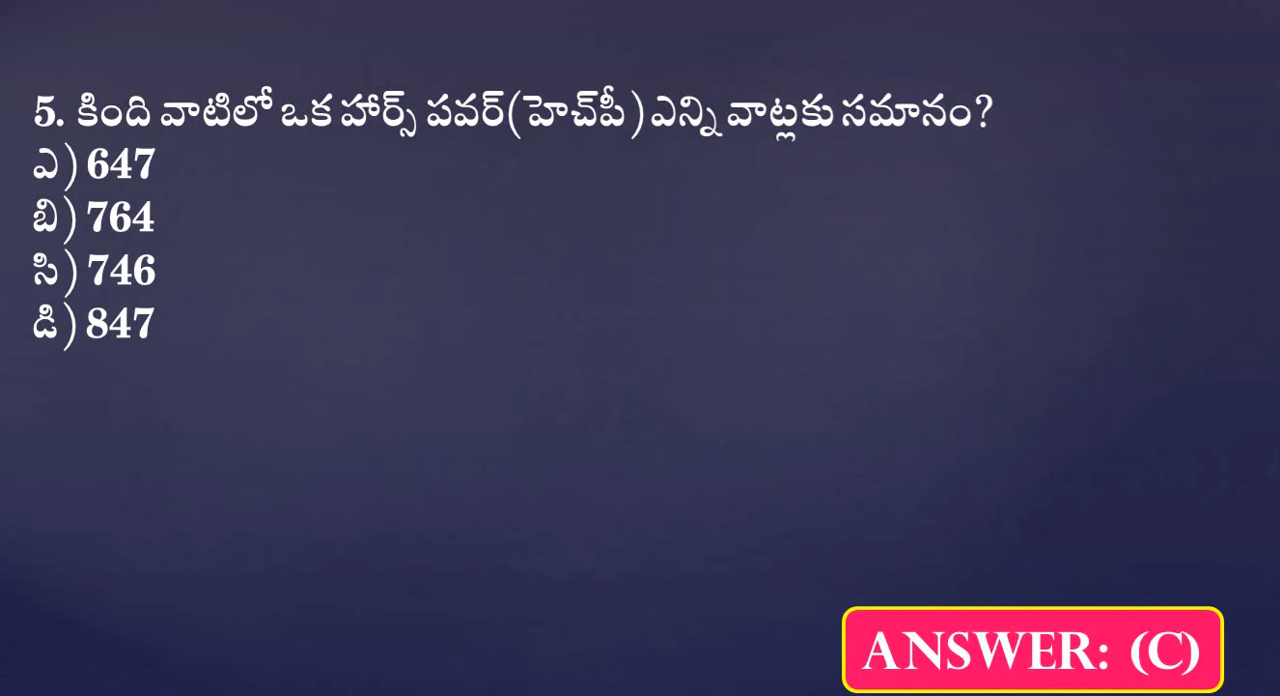 5. కింది వాటిలో ఒక హార్స్ పవర్(హెచ్‌పీ) ఎన్ని వాట్లకు సమానం?
ఎ) 647
బి) 764
సి) 746
డి) 847
ANSWER: (C)